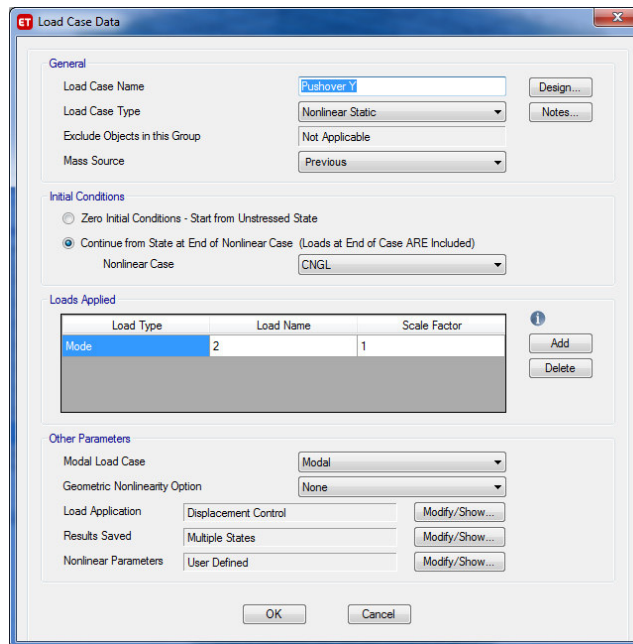 ET Load Case Data
General
Load Case Name Pushover Y Design...
Load Case Type Nonlinear Static Notes...
Exclude Objects in this Group Not Applicable
Mass Source Previous
Initial Conditions
Zero Initial Conditions - Start from Unstressed State
Continue from State at End of Nonlinear Case (Loads at End of Case ARE Included)
Nonlinear Case CNGL
Loads Applied
Load Type Load Name Scale Factor
Mode 2 1
Add
Delete
Other Parameters
Modal Load Case Modal
Geometric Nonlinearity Option None
Load Application Displacement Control Modify/Show...
Results Saved Multiple States Modify/Show...
Nonlinear Parameters User Defined Modify/Show...
OK Cancel